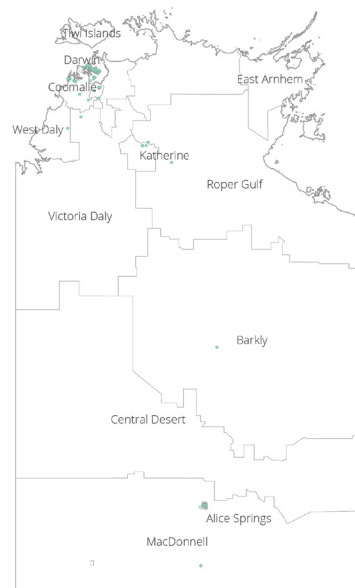 Tiwi Islands
Darwin
East Arnhem
Coomalie
West Daly
Katherine
Roper Gulf
Victoria Daly
Barkly
Central Desert
Alice Springs
MacDonnell